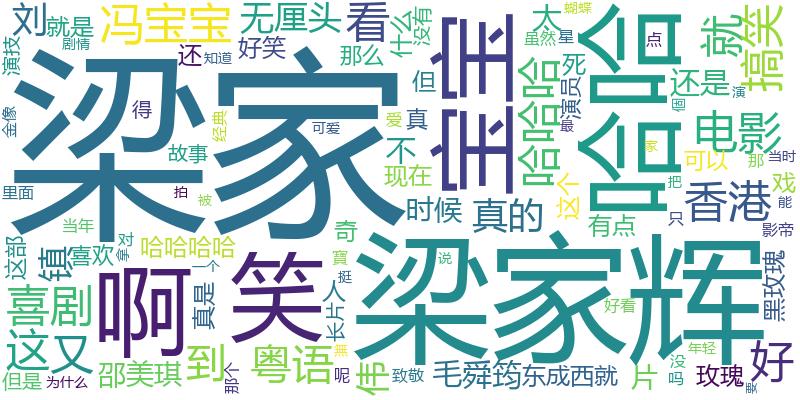 刘
就是
冯宝宝
无厘头
看
什么
没有
太
虽然
蝴蝶
星
点
就
搞笑
演技
剧情
还
知道
好笑
那么
但
宝宝
哈哈哈
死
演员
哈哈
还是
梁家
金像
得
经典
可爱
爱
真
不
最
個
演
电影
里面
故事
拍
被
现在
时候
真的
这个
家
可以
那
当时
戏
把
能
香港
只
影帝
有点
当年
拿
对
哈哈哈哈
奇
寶
这部
镇
喜欢
一个
啊
笑
挺
人
梁家辉
说
黑玫瑰
喜剧
真是
长片
好看
這
又
無
年轻
好
但是
为什么
邵美琪
到
那个
粤语
呢
伟
致敬
毛舜筠
东成西就
片
没
吗
玫瑰
要